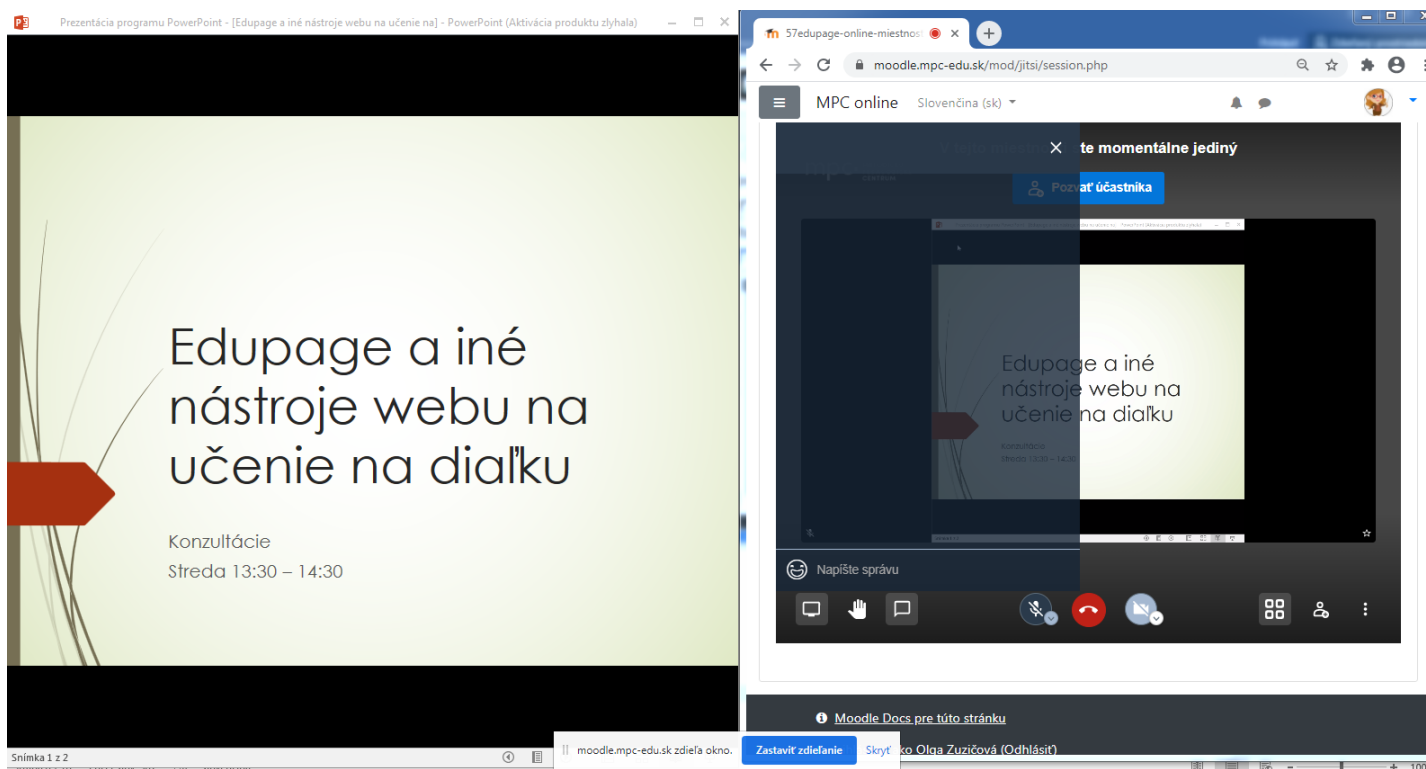 Prezentácia programu PowerPoint - [Edupage a iné nástroje webu na učenie na] - PowerPoint (Aktivácia produktu zlyhala)
Edupage a iné
nástroje webu na
učenie na diaľku
Konzultácie
Streda 13:30 – 14:30
Snímka 1 z 2
57edupage-online-miestnos
moodle.mpc-edu.sk/mod/jitsi/session.php
MPC online Slovenčina (sk)
te momentálne jediný
Pozvať účastníka
Edupage a iné
nástroje webu na
učenie na diaľku
Konzultácie
Streda 13:30 – 14:30
Napíšte správu
Moodle Docs pre túto stránku
ko Olga Zuzičová (Odhlásiť)
moodle.mpc-edu.sk zdieľa okno. Zastaviť zdieľanie Skryť
100